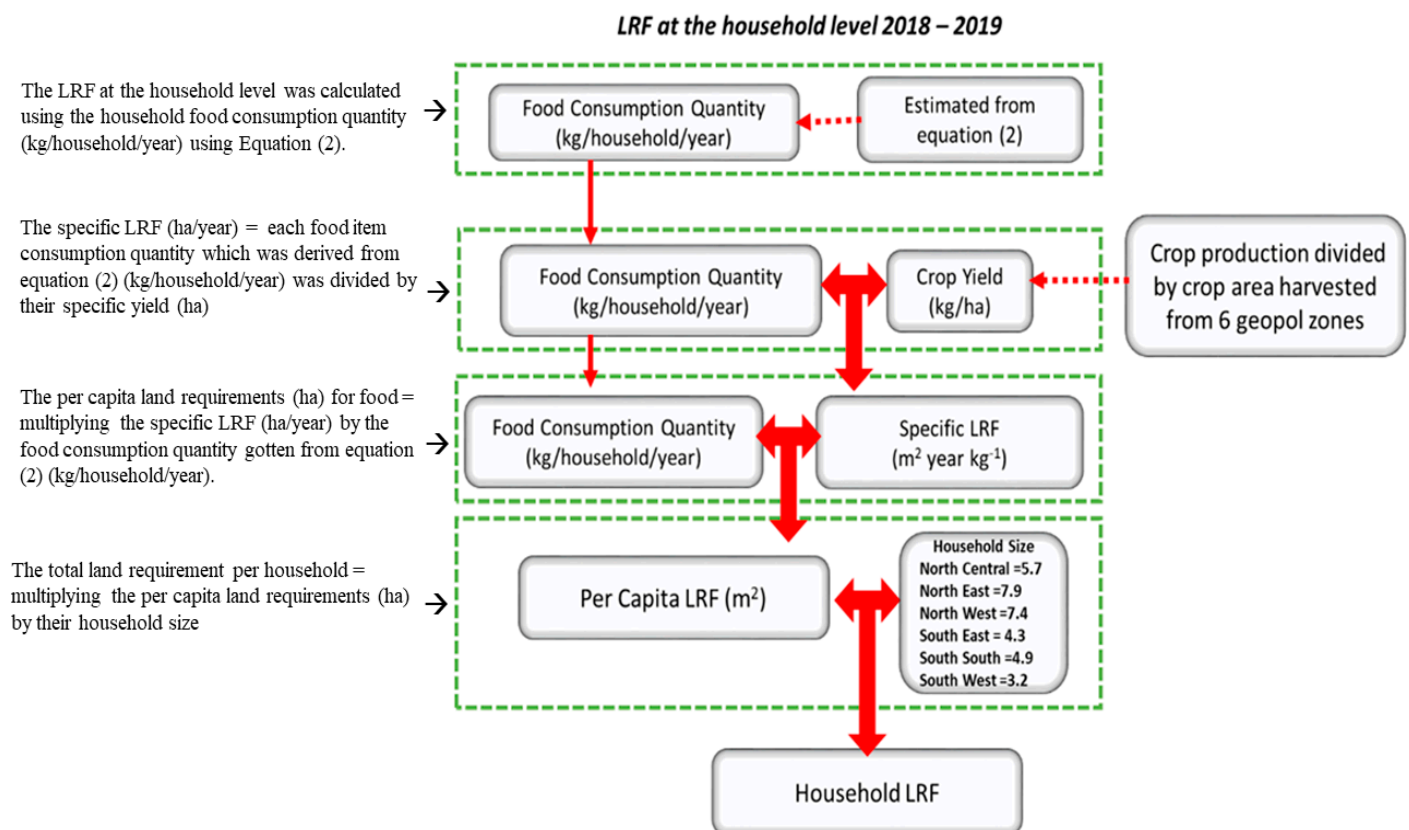 LRF at the household level 2018 – 2019
The LRF at the household level was calculated
using the household food consumption quantity
(kg/household/year) using Equation (2).
Food Consumption Quantity
(kg/household/year)
Estimated from
equation (2)
The specific LRF (ha/year) = each food item
consumption quantity which was derived from
equation (2) (kg/household/year) was divided by
their specific yield (ha)
Food Consumption Quantity
(kg/household/year)
Crop Yield
(kg/ha)
Crop production divided
by crop area harvested
from 6 geopol zones
The per capita land requirements (ha) for food =
multiplying the specific LRF (ha/year) by the
food consumption quantity gotten from equation
(2) (kg/household/year).
Food Consumption Quantity
(kg/household/year)
Specific LRF
(m² year kg⁻¹)
The total land requirement per household =
multiplying the per capita land requirements (ha)
by their household size
Per Capita LRF (m²)
Household Size
North Central =5.7
North East =7.9
North West =7.4
South East = 4.3
South South =4.9
South West =3.2
Household LRF